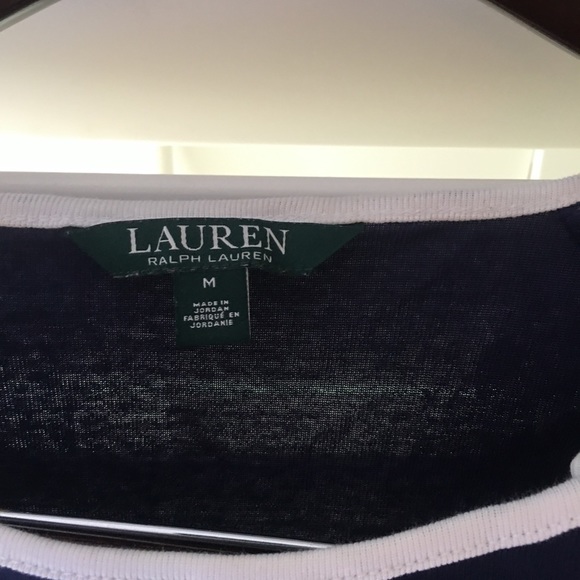 LAUREN
RALPH LAUREN
M
MADE IN
JORDAN
FABRIQUÉ EN
JORDANIE